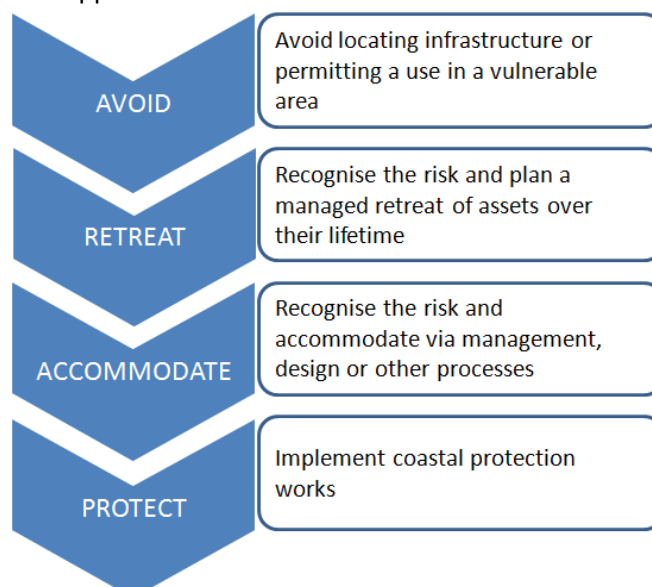 AVOID
Avoid locating infrastructure or
permitting a use in a vulnerable
area
RETREAT
Recognise the risk and plan a
managed retreat of assets over
their lifetime
ACCOMMODATE
Recognise the risk and
accommodate via management,
design or other processes
PROTECT
Implement coastal protection
works